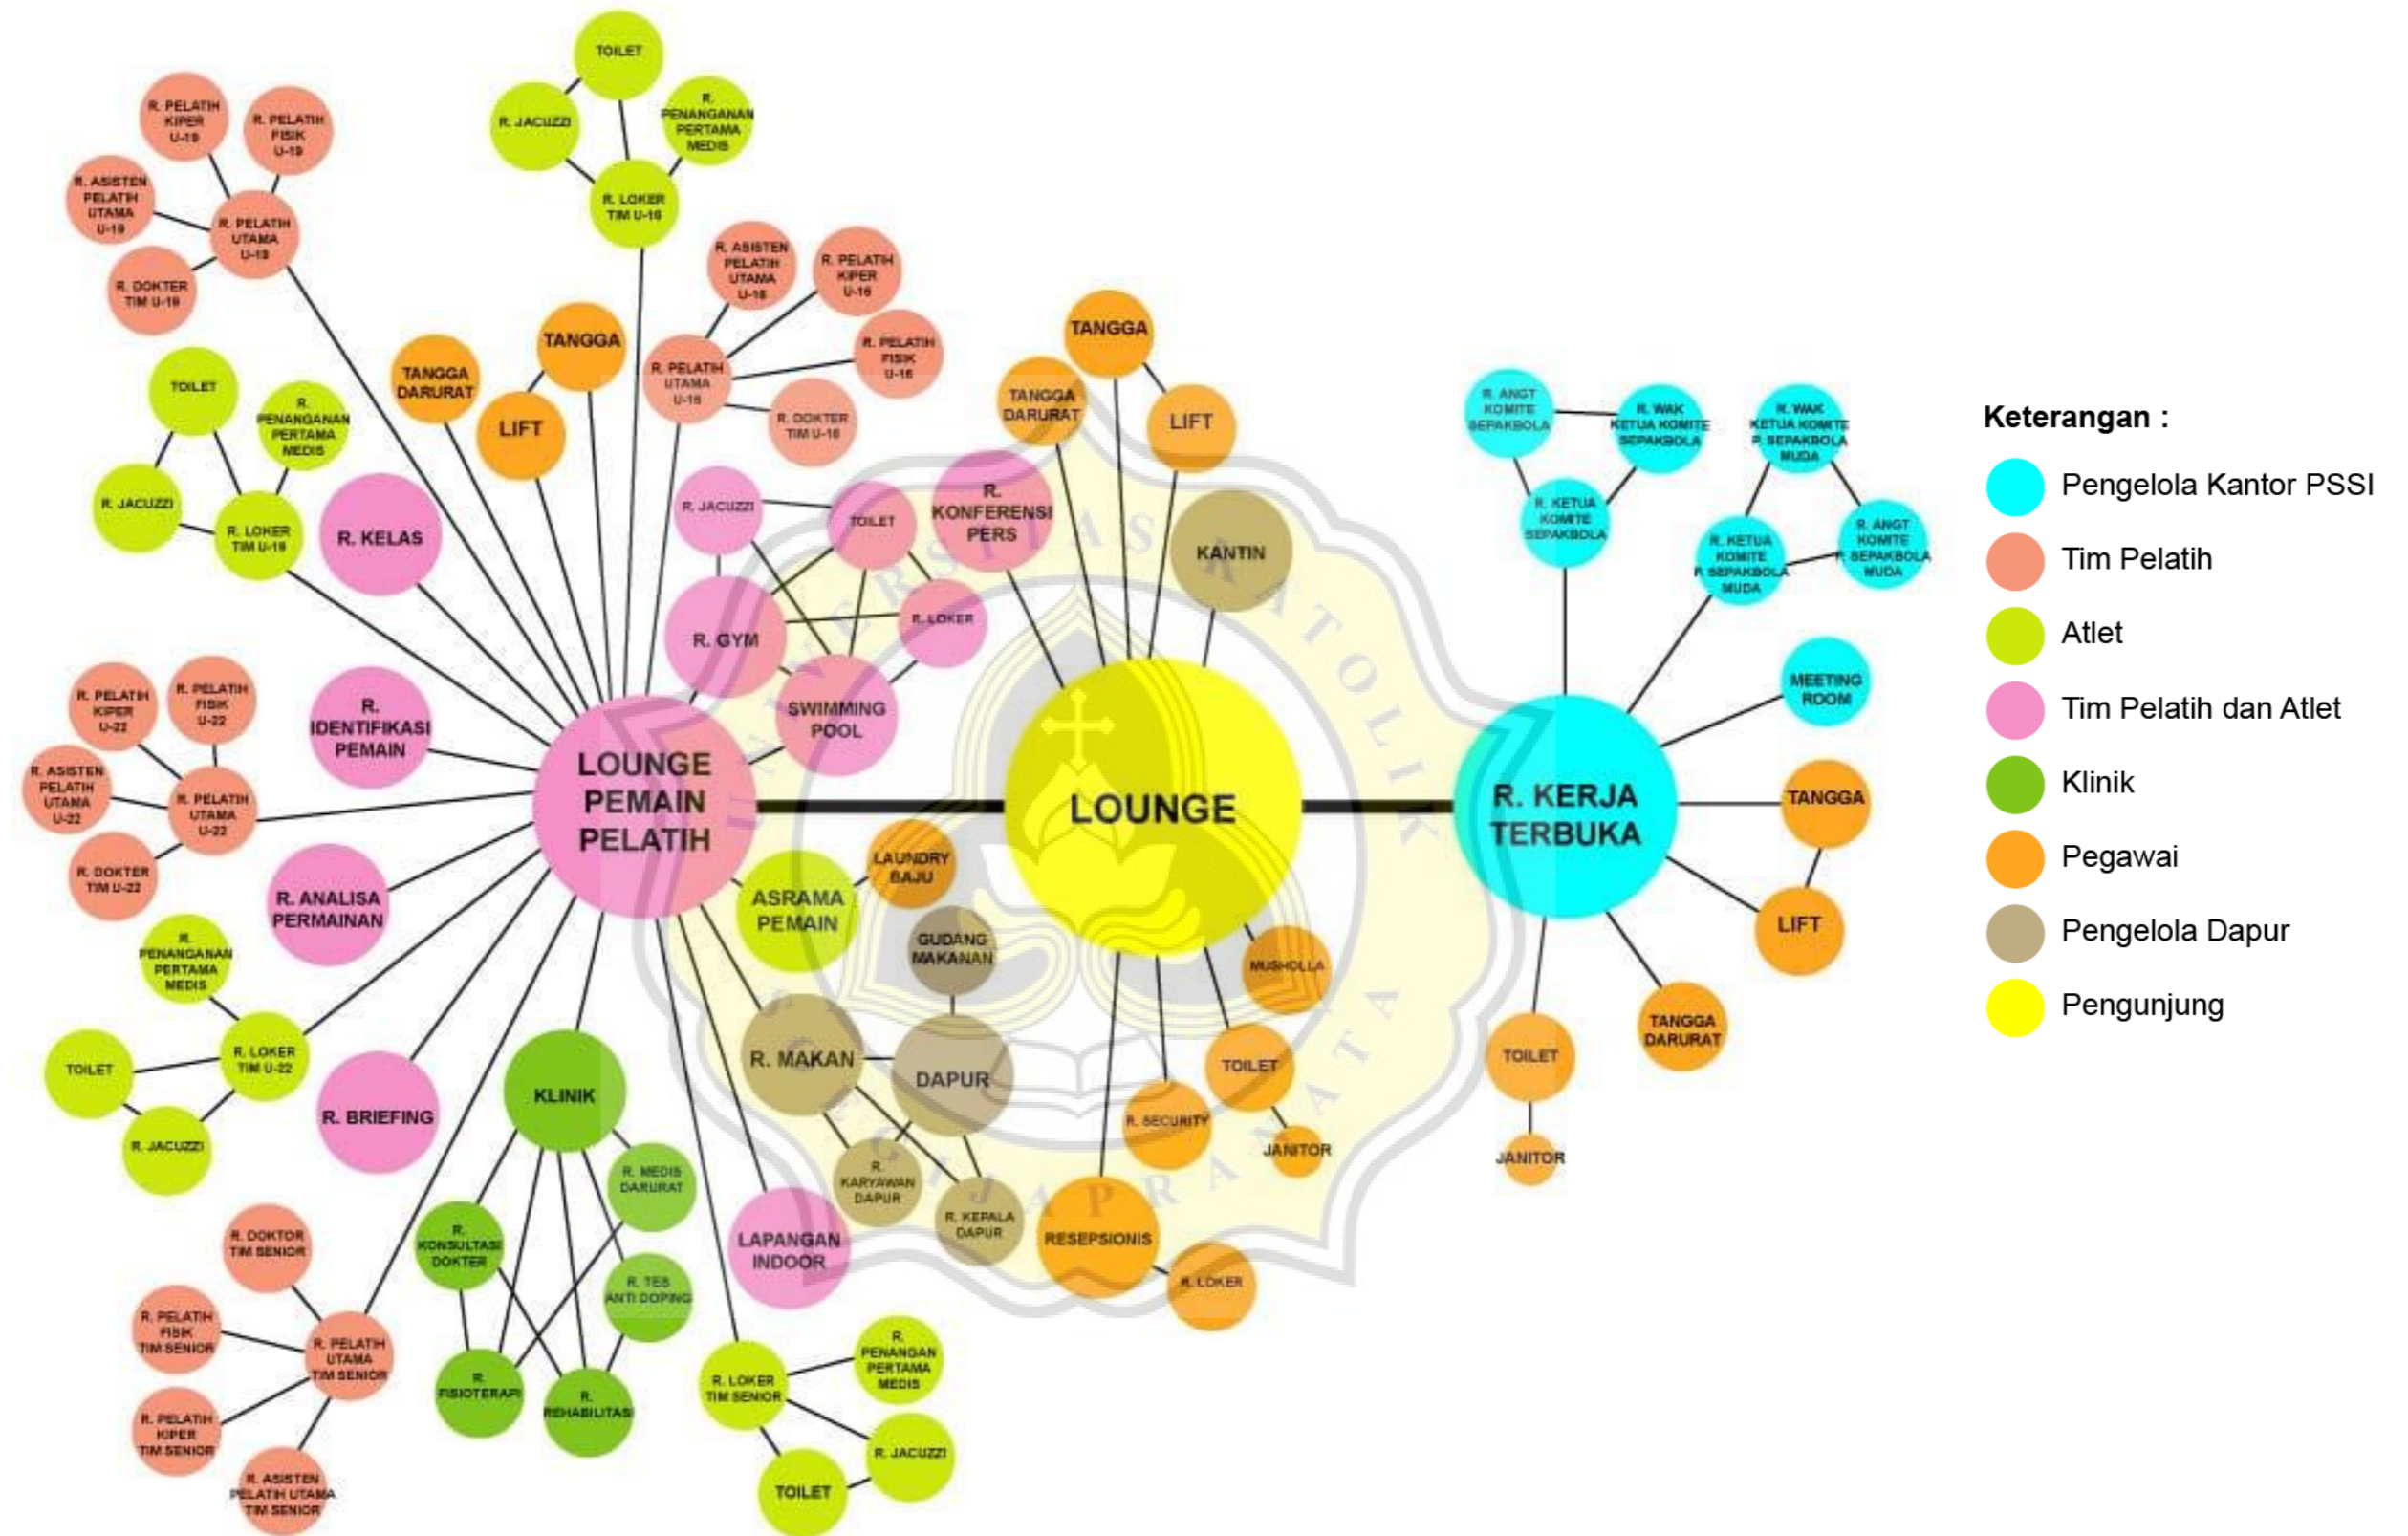 TOILET
R. JACUZZI
R.
PENANGANAN
PERTAMA
MEDIS
R. LOKER
TIM U-16
R. PELATIH
KIPER
U-19
R. PELATIH
FISIK
U-19
R. ASISTEN
PELATIH
UTAMA
U-19
R. PELATIH
UTAMA
U-19
R. DOKTER
TIM U-19
R. ASISTEN
PELATIH
UTAMA
U-16
R. PELATIH
KIPER
U-16
R. PELATIH
FISIK
U-16
R. PELATIH
UTAMA
U-16
R. DOKTER
TIM U-16
TANGGA
TANGGA
DARURAT
LIFT
TOILET
R.
PENANGANAN
PERTAMA
MEDIS
R. JACUZZI
R. LOKER
TIM U-19
R. KELAS
R. JACUZZI
TOILET
R. LOKER
R. GYM
SWIMMING
POOL
R.
KONFERENSI
PERS
TANGGA
TANGGA
DARURAT
LIFT
KANTIN
R. ANGT
KOMITE
SEPAKBOLA
R. WAK
KETUA KOMITE
SEPAKBOLA
R. KETUA
KOMITE
SEPAKBOLA
R. WAK
KETUA KOMITE
P. SEPAKBOLA
MUDA
R. KETUA
KOMITE
P. SEPAKBOLA
MUDA
R. ANGT
KOMITE
P. SEPAKBOLA
MUDA
MEETING
ROOM
R. PELATIH
KIPER
U-22
R. PELATIH
FISIK
U-22
R. ASISTEN
PELATIH
UTAMA
U-22
R. PELATIH
UTAMA
U-22
R. DOKTER
TIM U-22
R.
IDENTIFIKASI
PEMAIN
LOUNGE
PEMAIN
PELATIH
LOUNGE
R. KERJA
TERBUKA
TANGGA
LIFT
TANGGA
DARURAT
TOILET
JANITOR
R. ANALISA
PERMAINAN
ASRAMA
PEMAIN
LAUNDRY
BAJU
GUDANG
MAKANAN
R. MAKAN
DAPUR
R.
KARYAWAN
DAPUR
R. KEPALA
DAPUR
MUSHOLLA
TOILET
JANITOR
R. SECURITY
RESEPSIONIS
R. LOKER
R.
PENANGANAN
PERTAMA
MEDIS
TOILET
R. LOKER
TIM U-22
R. JACUZZI
R. BRIEFING
KLINIK
R. MEDIS
DARURAT
R.
KONSULTASI
DOKTER
R. TES
ANTI DOPING
R.
FISIOTERAPI
R.
REHABILITASI
LAPANGAN
INDOOR
R. DOKTOR
TIM SENIOR
R. PELATIH
FISIK
TIM SENIOR
R. PELATIH
UTAMA
TIM SENIOR
R. PELATIH
KIPER
TIM SENIOR
R. ASISTEN
PELATIH UTAMA
TIM SENIOR
R. LOKER
TIM SENIOR
R.
PENANGAN
PERTAMA
MEDIS
R. JACUZZI
TOILET
Keterangan :
Pengelola Kantor PSSI
Tim Pelatih
Atlet
Tim Pelatih dan Atlet
Klinik
Pegawai
Pengelola Dapur
Pengunjung
UNIVERSITAS KATOLIK
SOEGIJAPRANATA